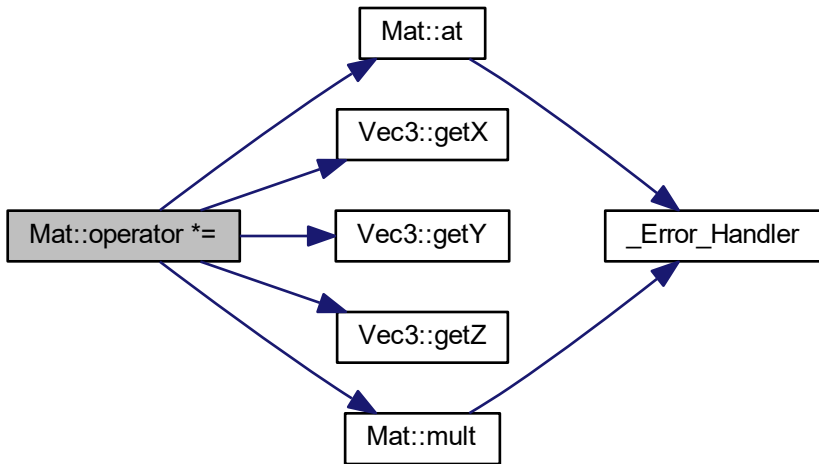 Mat::at
Vec3::getX
Mat::operator *=
Vec3::getY
_Error_Handler
Vec3::getZ
Mat::mult